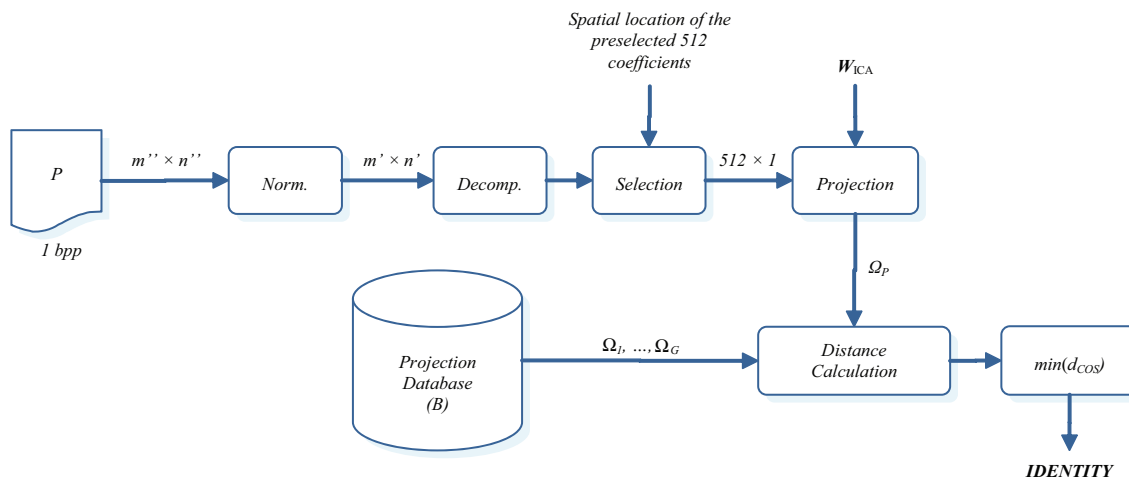 Spatial location of the
preselected 512
coefficients
W_ICA
P
m'' × n''
Norm.
m' × n'
Decomp.
Selection
512 × 1
Projection
1 bpp
Ω_P
Projection
Database
(B)
Ω_1, ...,Ω_G
Distance
Calculation
min(d_COS)
IDENTITY